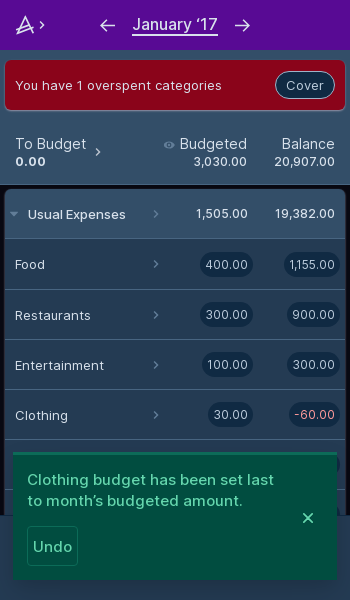 January ‘17
You have 1 overspent categories
Cover
To Budget Budgeted Balance
0.00 3,030.00 20,907.00
Usual Expenses 1,505.00 19,382.00
Food 400.00 1,155.00
Restaurants 300.00 900.00
Entertainment 100.00 300.00
Clothing 30.00 -60.00
Clothing budget has been set last
to month’s budgeted amount.
Undo